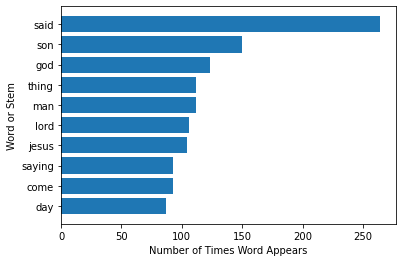 said
son
god
thing
man
lord
jesus
saying
come
day
Word or Stem
0 50 100 150 200 250
Number of Times Word Appears